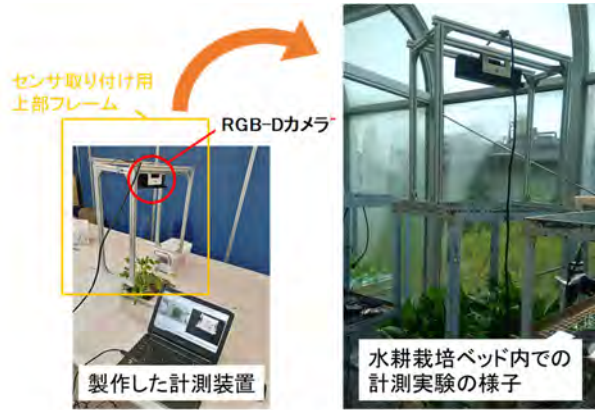 センサ取り付け用
上部フレーム
RGB-Dカメラ
製作した計測装置
水耕栽培ベッド内での
計測実験の様子